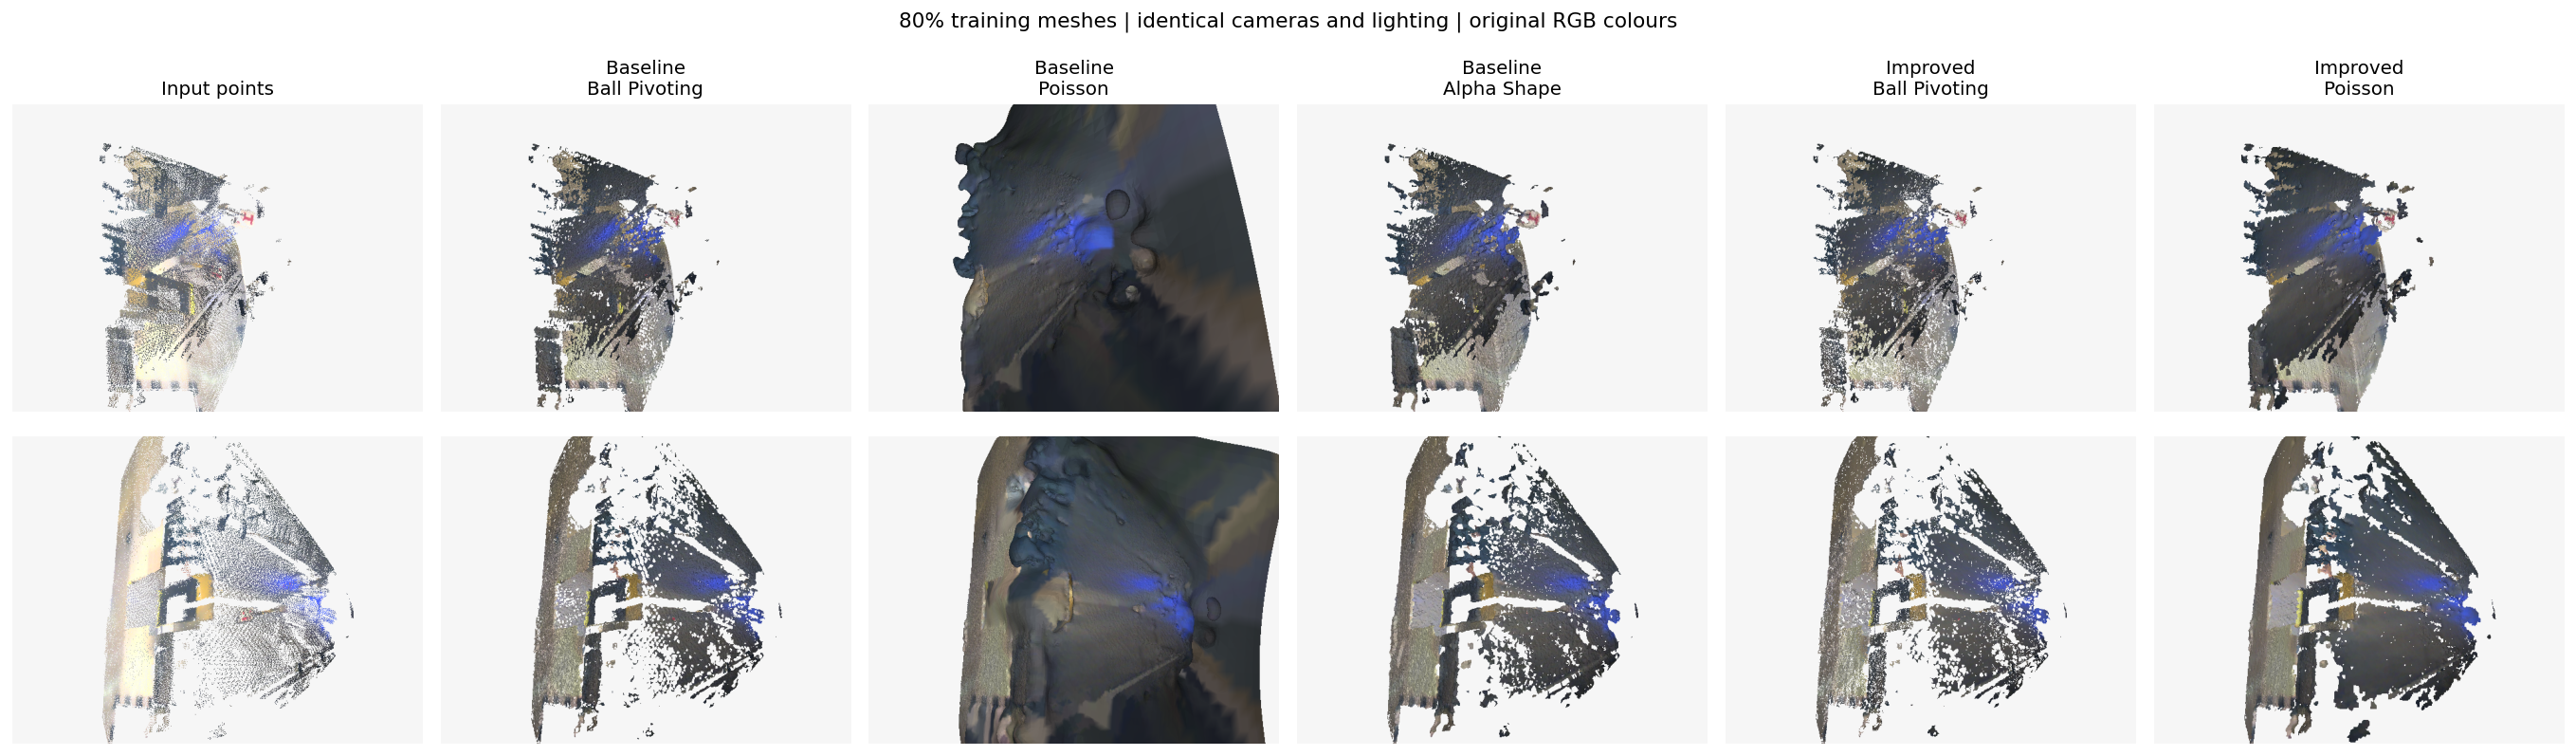 80% training meshes | identical cameras and lighting | original RGB colours
Input points
Baseline
Ball Pivoting
Baseline
Poisson
Baseline
Alpha Shape
Improved
Ball Pivoting
Improved
Poisson